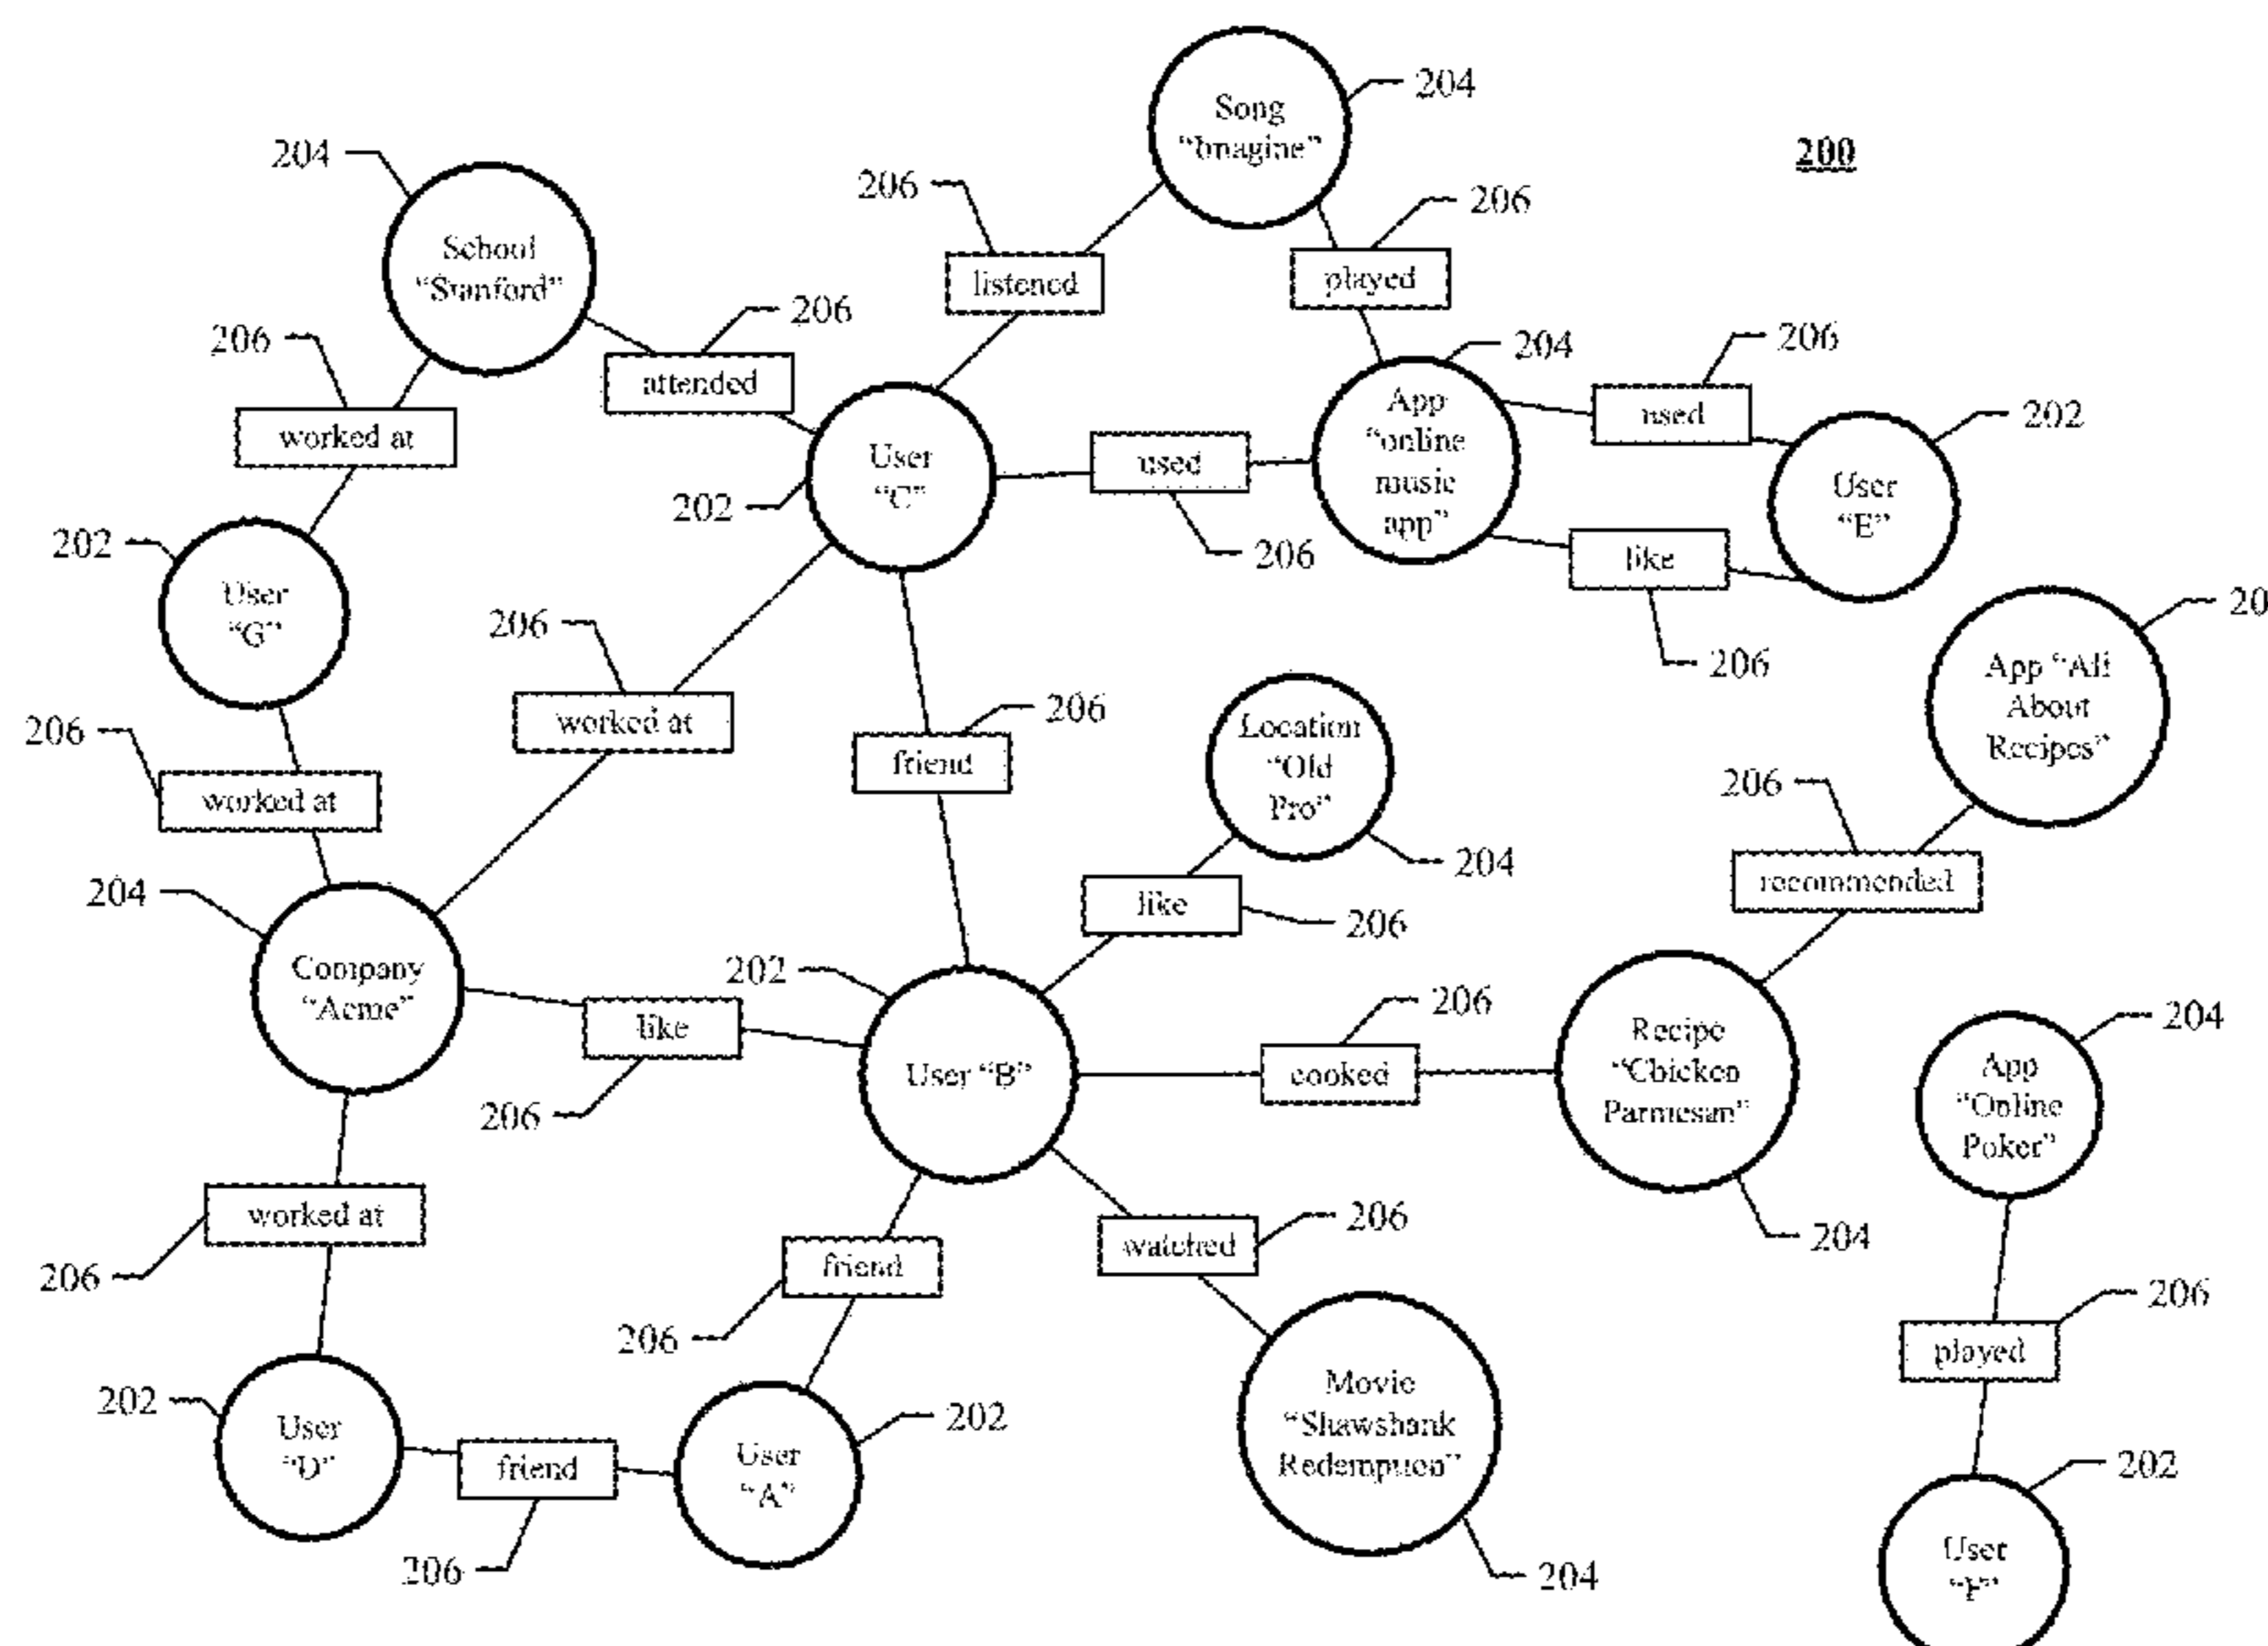 204
Song
"Imagine"
200
204
206
206
School
"Stanford"
listened
played
206
206
204
206
attended
App
"online
music
app"
used
202
worked at
User
"C"
used
User
"E"
202
202
206
like
User
"G"
20
206
206
App "All
About
Recipes"
206
worked at
206
Location
"Old
Pro"
friend
206
worked at
204
recommended
204
like
206
Company
"Acme"
202
206
204
like
Recipe
"Chicken
Parmesan"
App
"Online
Poker"
User "B"
cooked
206
206
worked at
watched
204
friend
206
206
206
played
Movie
"Shawshank
Redemption"
202
202
User
"D"
friend
User
"A"
202
206
204
User
"F"